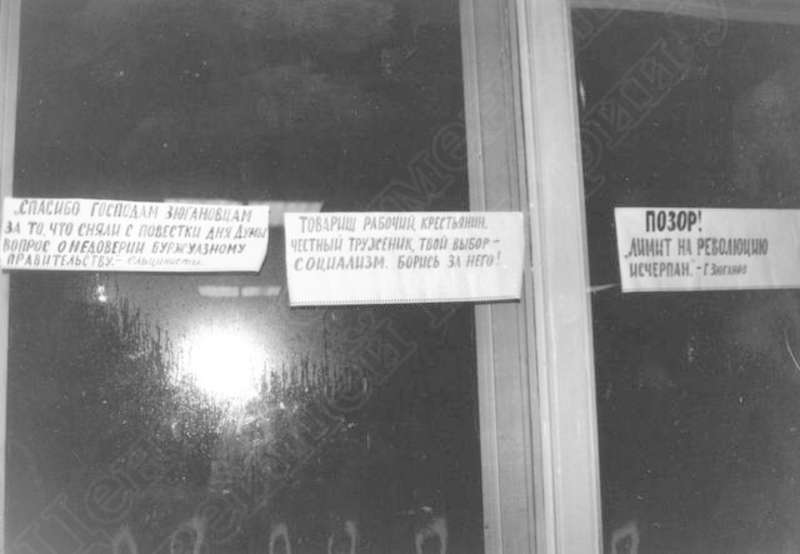 „СПАСИБО ГОСПОДАМ ЗЮГАНОВЦАМ
ЗА ТО, ЧТО СНЯЛИ С ПОВЕСТКИ ДНЯ ДУМЫ
ВОПРОС О НЕДОВЕРИИ БУРЖУАЗНОМУ
ПРАВИТЕЛЬСТВУ.- ельцинисты
ТОВАРИЩ РАБОЧИЙ, КРЕСТЬЯНИН,
ЧЕСТНЫЙ ТРУЖЕНИК, ТВОЙ ВЫБОР –
СОЦИАЛИЗМ. БОРИСЬ ЗА НЕГО!
ПОЗОР!
„ЛИМИТ НА РЕВОЛЮЦИЮ
ИСЧЕРПАН."- Г.Зюганов